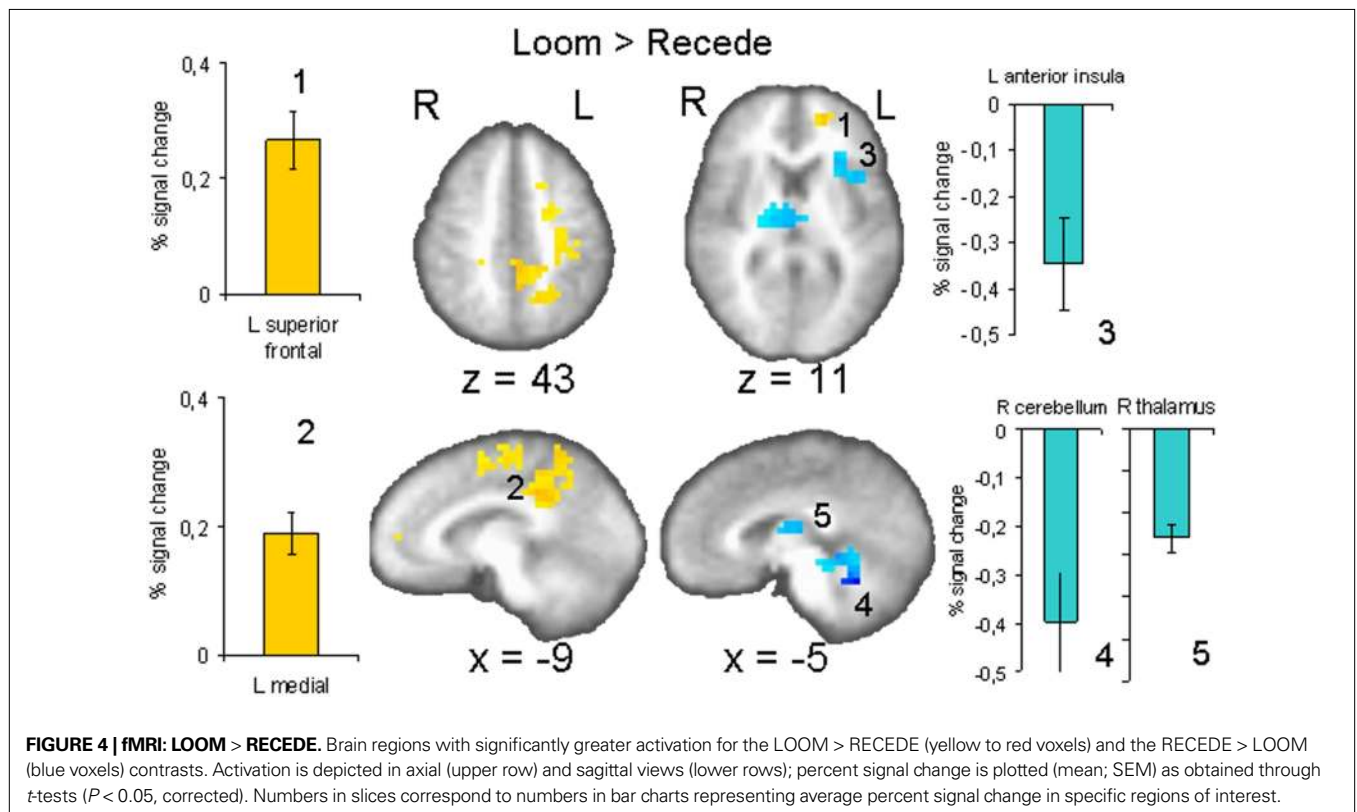 Loom > Recede
0,4
0,2
0
% signal change
1
L superior
frontal
R
L
z = 43
R
L
1
3
z = 11
L anterior insula
0
-0,1
-0,2
-0,3
-0,4
-0,5
% signal change
3
0,4
0,2
0
% signal change
2
L medial
2
x = -9
5
4
x = -5
R cerebellum
R thalamus
0
-0,1
-0,2
-0,3
-0,4
-0,5
% signal change
4
5
FIGURE 4 | fMRI: LOOM > RECEDE. Brain regions with significantly greater activation for the LOOM > RECEDE (yellow to red voxels) and the RECEDE > LOOM
(blue voxels) contrasts. Activation is depicted in axial (upper row) and sagittal views (lower rows); percent signal change is plotted (mean; SEM) as obtained through
t-tests (P < 0.05, corrected). Numbers in slices correspond to numbers in bar charts representing average percent signal change in specific regions of interest.